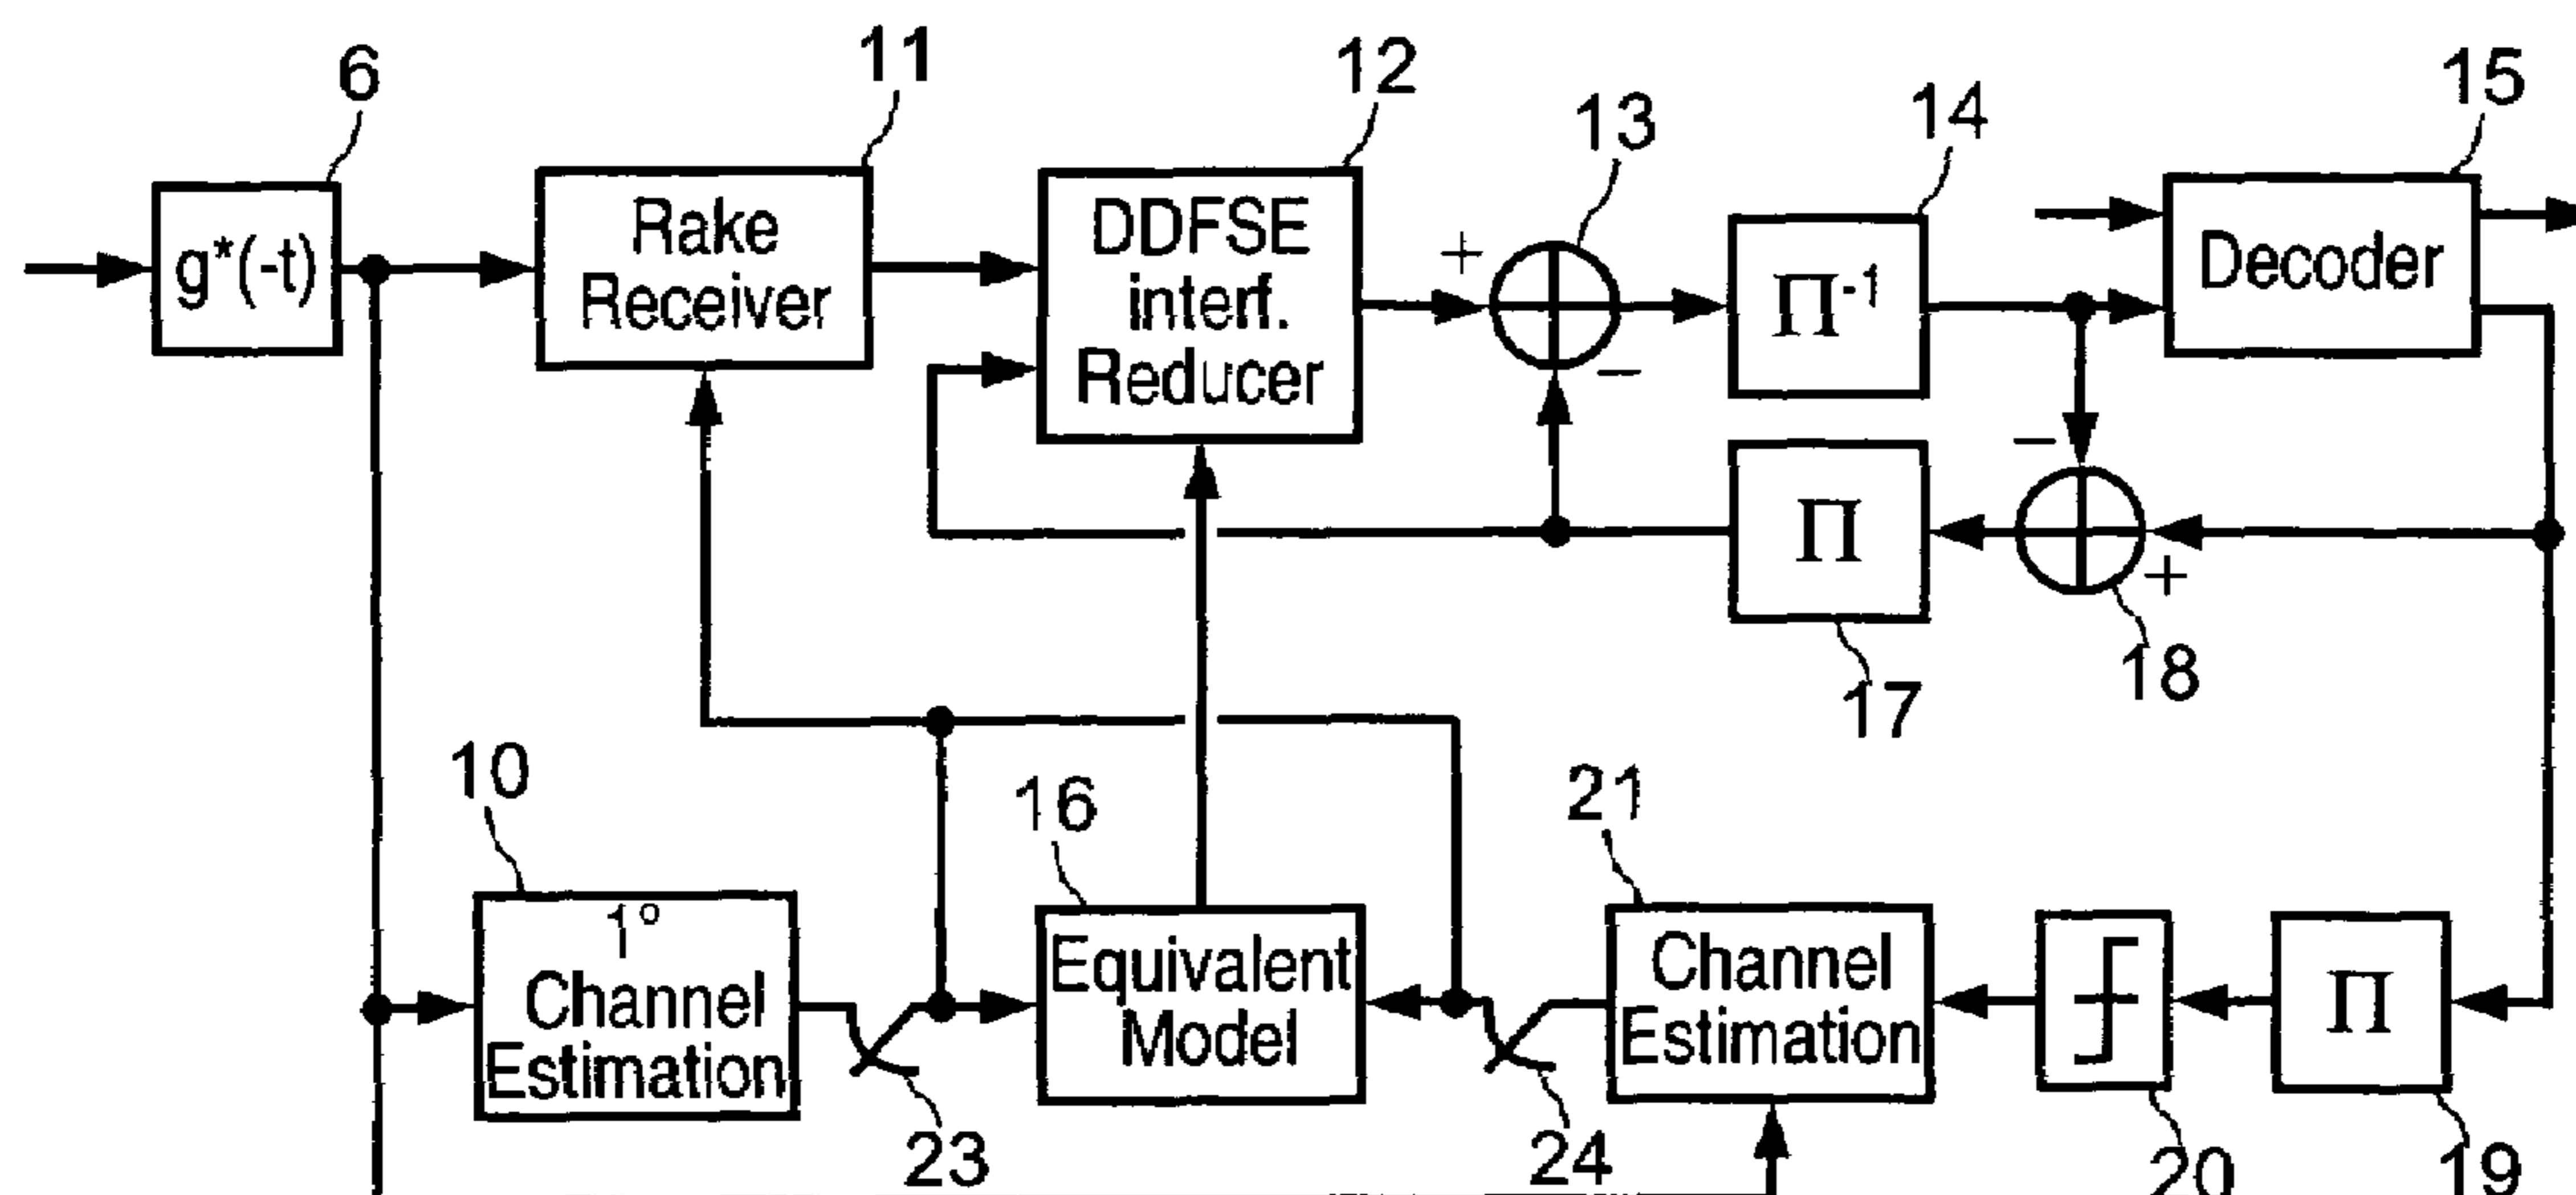 6
11
12
13
14
15
g*(-t)
Rake
Receiver
DDFSE
interf.
Reducer
+
−
Π-1
Decoder
−
Π
+
17
18
10
16
21
1º
Channel
Estimation
Equivalent
Model
Channel
Estimation
Π
23
24
20
19